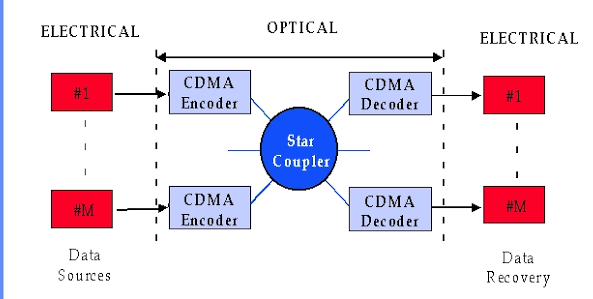 ELECTRICAL
OPTICAL
ELECTRICAL
#1
CDMA
Encoder
CDMA
Decoder
#1
Star
Coupler
#M
CDMA
Encoder
CDMA
Decoder
#M
Data
Sources
Data
Recovery